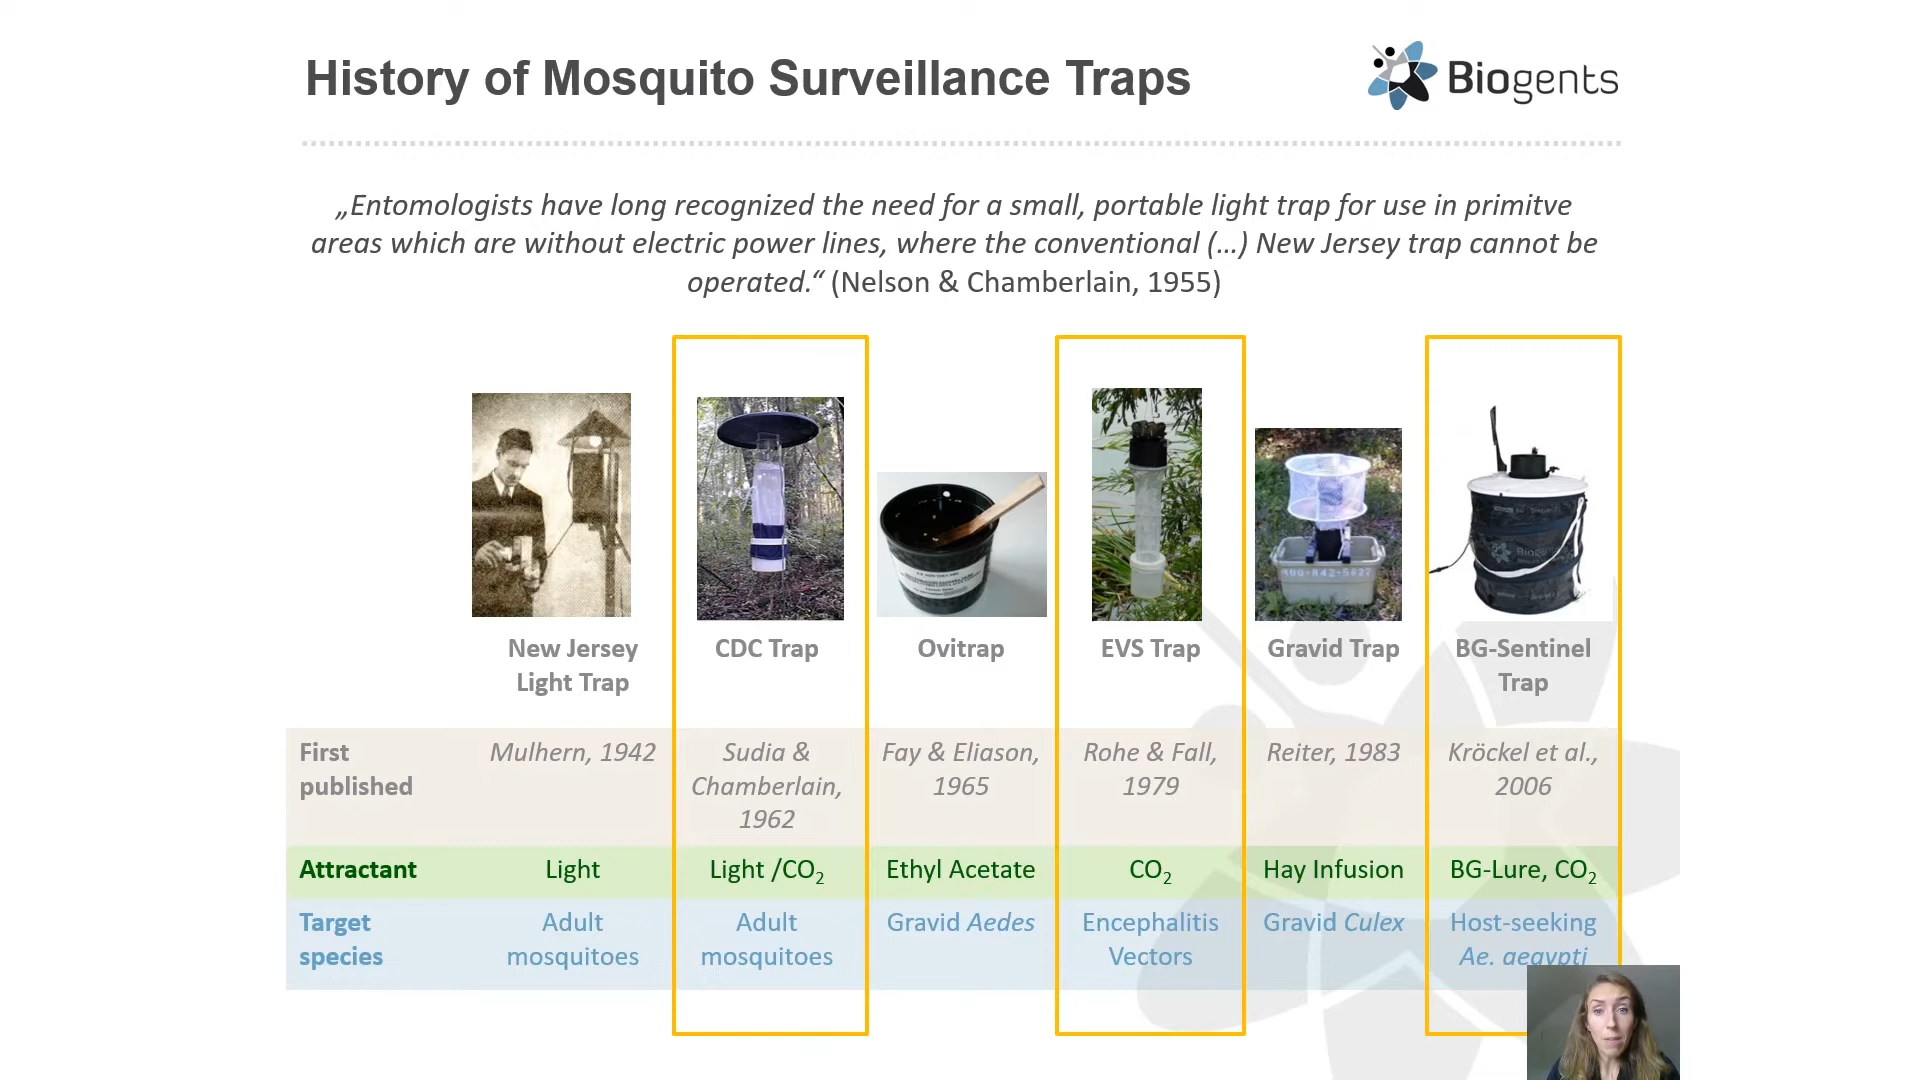 History of Mosquito Surveillance Traps
Biogents
„Entomologists have long recognized the need for a small, portable light trap for use in primitve
areas which are without electric power lines, where the conventional (...) New Jersey trap cannot be
operated.“ (Nelson & Chamberlain, 1955)
New Jersey
Light Trap
CDC Trap
Ovitrap
EVS Trap
Gravid Trap
BG-Sentinel
Trap
First
published
Mulhern, 1942
Sudia &
Chamberlain,
1962
Fay & Eliason,
1965
Rohe & Fall,
1979
Reiter, 1983
Kröckel et al.,
2006
Attractant
Light
Light /CO₂
Ethyl Acetate
CO₂
Hay Infusion
BG-Lure, CO₂
Target
species
Adult
mosquitoes
Adult
mosquitoes
Gravid Aedes
Encephalitis
Vectors
Gravid Culex
Host-seeking
Ae. aegypti